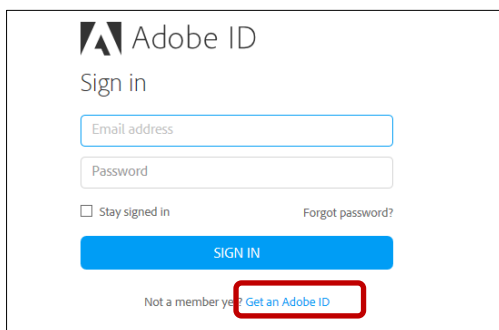 Adobe ID
Sign in
Email address
Password
Stay signed in Forgot password?
SIGN IN
Not a member yet? Get an Adobe ID